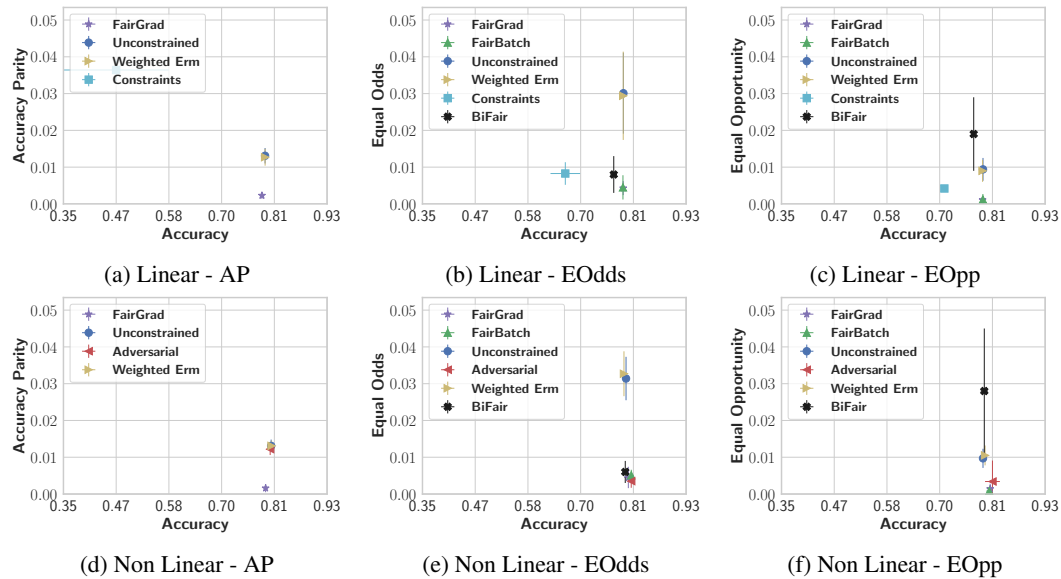 0.05
0.04
0.03
0.02
0.01
0.00
Accuracy Parity
FairGrad
Unconstrained
Weighted Erm
Constraints
0.35 0.47 0.58 0.70 0.81 0.93
Accuracy
(a) Linear - AP
0.05
0.04
0.03
0.02
0.01
0.00
Equal Odds
FairGrad
FairBatch
Unconstrained
Weighted Erm
Constraints
BiFair
0.35 0.47 0.58 0.70 0.81 0.93
Accuracy
(b) Linear - EOdds
0.05
0.04
0.03
0.02
0.01
0.00
Equal Opportunity
FairGrad
FairBatch
Unconstrained
Weighted Erm
Constraints
BiFair
0.35 0.47 0.58 0.70 0.81 0.93
Accuracy
(c) Linear - EOpp
0.05
0.04
0.03
0.02
0.01
0.00
Accuracy Parity
FairGrad
Unconstrained
Adversarial
Weighted Erm
0.35 0.47 0.58 0.70 0.81 0.93
Accuracy
(d) Non Linear - AP
0.05
0.04
0.03
0.02
0.01
0.00
Equal Odds
FairGrad
FairBatch
Unconstrained
Adversarial
Weighted Erm
BiFair
0.35 0.47 0.58 0.70 0.81 0.93
Accuracy
(e) Non Linear - EOdds
0.05
0.04
0.03
0.02
0.01
0.00
Equal Opportunity
FairGrad
FairBatch
Unconstrained
Adversarial
Weighted Erm
BiFair
0.35 0.47 0.58 0.70 0.81 0.93
Accuracy
(f) Non Linear - EOpp